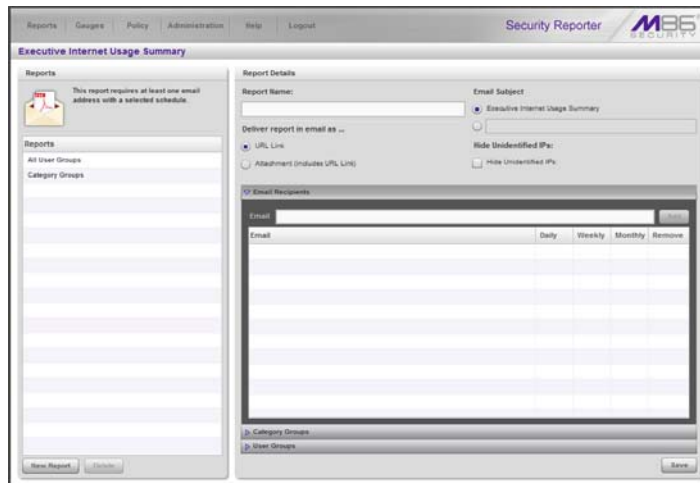 Reports Gauges Policy Administration Help Logout
Security Reporter
M86
SECURITY
Executive Internet Usage Summary
Reports
This report requires at least one email
address with a selected schedule.
Reports
All User Groups
Category Groups
New Report Delete
Report Details
Report Name:
Email Subject
Executive Internet Usage Summary
Deliver report in email as ...
URL Link
Attachment (includes URL Link)
Hide Unidentified IPs:
Hide Unidentified IPs:
Email Recipients
Email Add
Email Daily Weekly Monthly Remove
Category Groups
User Groups
Save